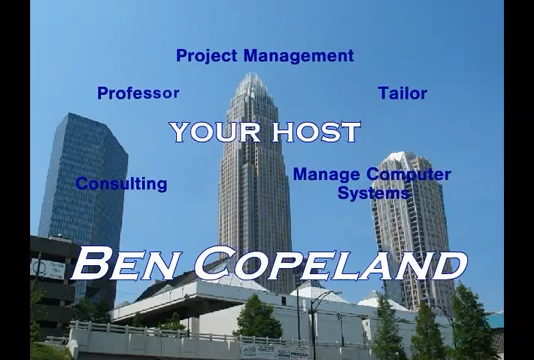 Project Management
Professor
Tailor
YOUR HOST
Consulting
Manage Computer
Systems
BEN COPELAND